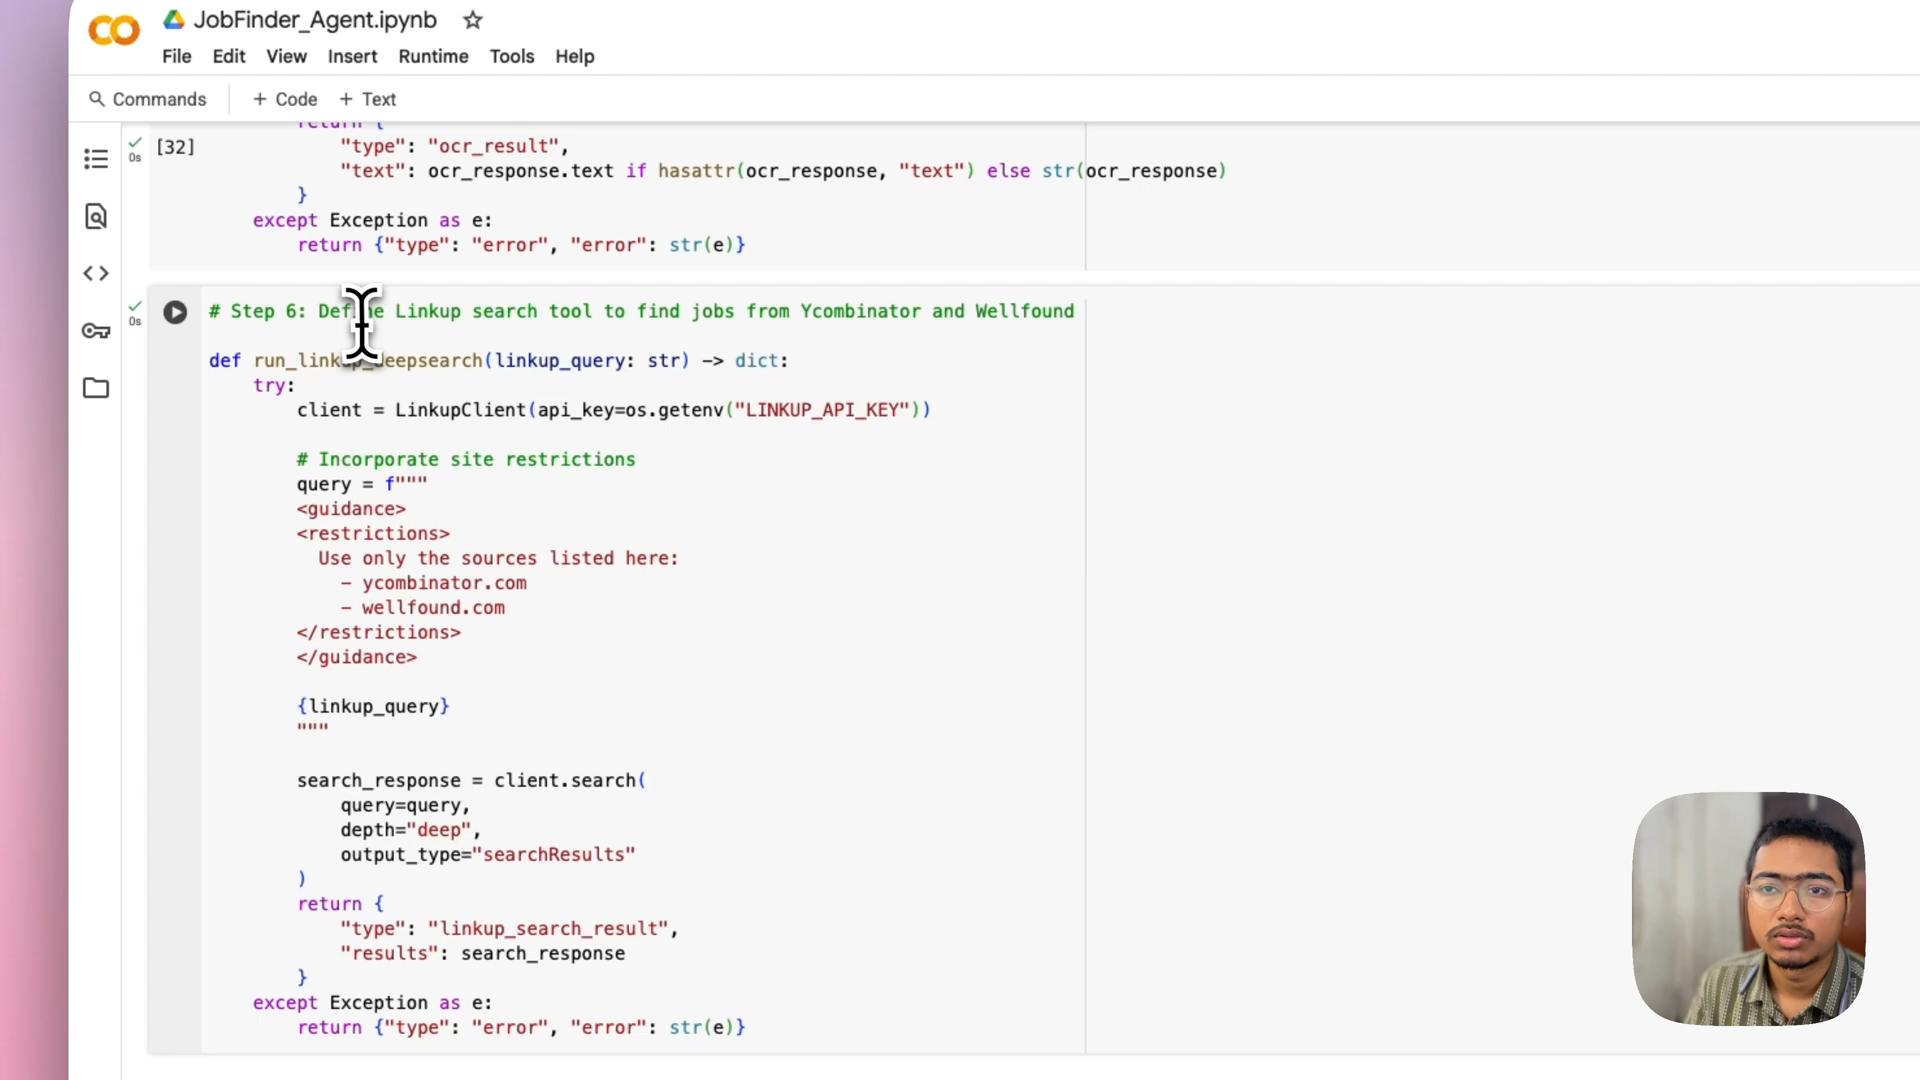 JobFinder_Agent.ipynb
File Edit View Insert Runtime Tools Help
Commands + Code + Text
return {
0s [32]
"type": "ocr_result",
"text": ocr_response.text if hasattr(ocr_response, "text") else str(ocr_response)
}
except Exception as e:
return {"type": "error", "error": str(e)}
0s
# Step 6: Define Linkup search tool to find jobs from Ycombinator and Wellfound
def run_linkup_deepsearch(linkup_query: str) -> dict:
try:
client = LinkupClient(api_key=os.getenv("LINKUP_API_KEY"))
# Incorporate site restrictions
query = f"""
<guidance>
<restrictions>
Use only the sources listed here:
- ycombinator.com
- wellfound.com
</restrictions>
</guidance>
{linkup_query}
"""
search_response = client.search(
query=query,
depth="deep",
output_type="searchResults"
)
return {
"type": "linkup_search_result",
"results": search_response
}
except Exception as e:
return {"type": "error", "error": str(e)}